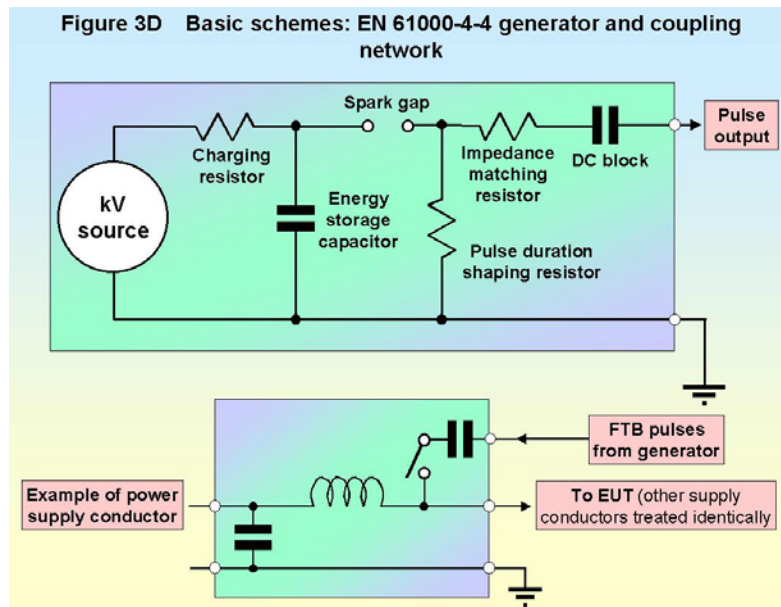 Figure 3D Basic schemes: EN 61000-4-4 generator and coupling
network
Spark gap
Charging
resistor
Impedance
matching
resistor
DC block
Pulse
output
kV
source
Energy
storage
capacitor
Pulse duration
shaping resistor
FTB pulses
from generator
Example of power
supply conductor
To EUT (other supply
conductors treated identically